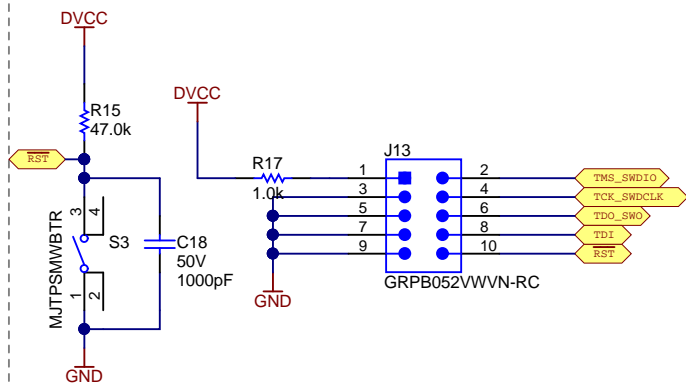 DVCC
R15
47.0k
RST
3
4
S3
1
2
MJTPSMWBTR
C18
50V
1000pF
GND
DVCC
R17
1.0k
J13
1
2
TMS_SWDIO
3
4
TCK_SWDCLK
5
6
TDO_SWO
7
8
TDI
9
10
RST
GRPB052VWVN-RC
GND